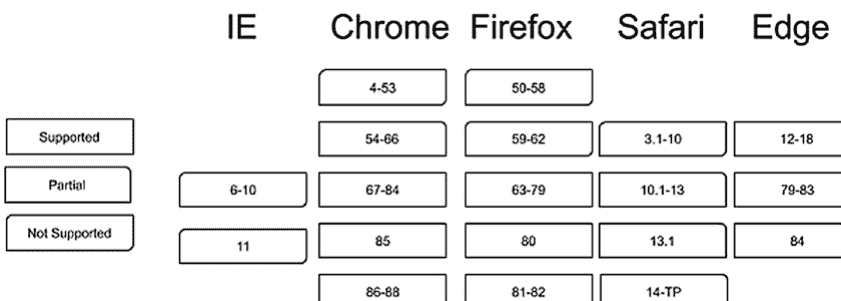 IE Chrome Firefox Safari Edge
4-53 50-58
Supported 54-66 59-62 3.1-10 12-18
Partial 6-10 67-84 63-79 10.1-13 79-83
Not Supported 11 85 80 13.1 84
86-88 81-82 14-TP